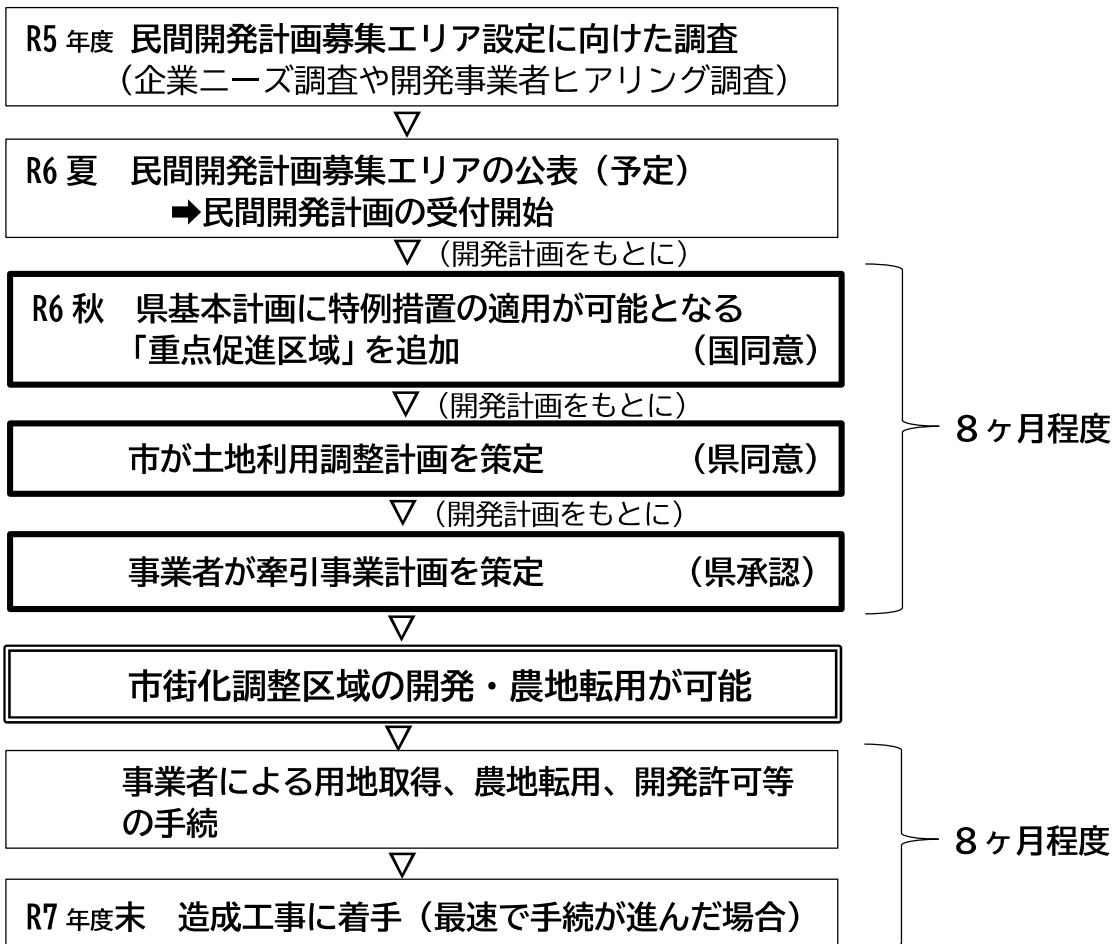 R5 年度 民間開発計画募集エリア設定に向けた調査
（企業ニーズ調査や開発事業者ヒアリング調査）
▽
R6 夏 民間開発計画募集エリアの公表（予定）
➡民間開発計画の受付開始
▽（開発計画をもとに）
R6 秋 県基本計画に特例措置の適用が可能となる
「重点促進区域」を追加 （国同意）
▽（開発計画をもとに）
８ヶ月程度
市が土地利用調整計画を策定 （県同意）
▽（開発計画をもとに）
事業者が牽引事業計画を策定 （県承認）
▽
市街化調整区域の開発・農地転用が可能
▽
事業者による用地取得、農地転用、開発許可等
の手続
８ヶ月程度
▽
R7 年度末 造成工事に着手（最速で手続が進んだ場合）